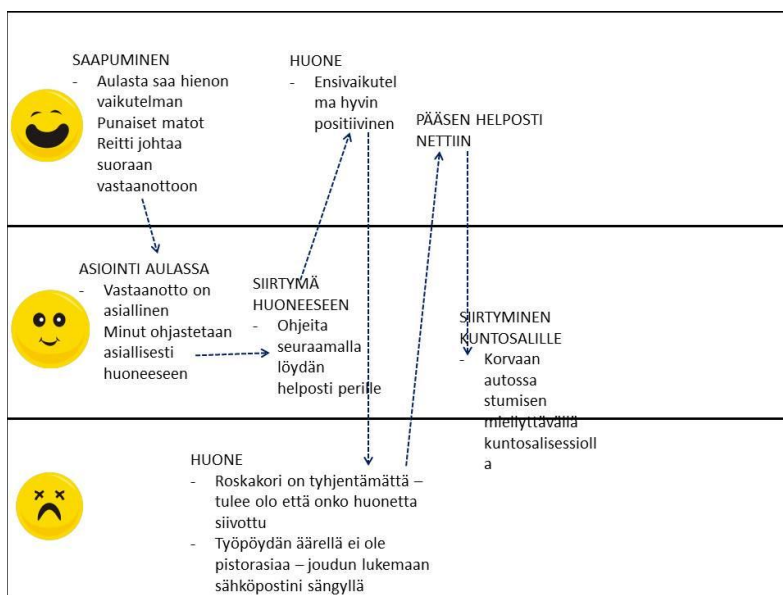 SAAPUMINEN
- Aulasta saa hienon
vaikutelman
Punaiset matot
Reitti johtaa
suoraan
vastaanottoon
HUONE
- Ensivaikutel
ma hyvin
positiivinen
PÄÄSEN HELPOSTI
NETTIIN
ASIOINTI AULASSA
- Vastaanotto on
asiallinen
Minut ohjastetaan
asiallisesti
huoneeseen
SIIRTYMÄ
HUONEESEEN
- Ohjeita
seuraamalla
löydän
helposti perille
SIIRTYMINEN
KUNTOSALILLE
- Korvaan
autossa
stumisen
miellyttävällä
kuntosalisessioll
a
HUONE
- Roskakori on tyhjentämättä –
tulee olo että onko huonetta
siivottu
- Työpöydän äärellä ei ole
pistorasiaa – joudun lukemaan
sähköpostini sängyllä